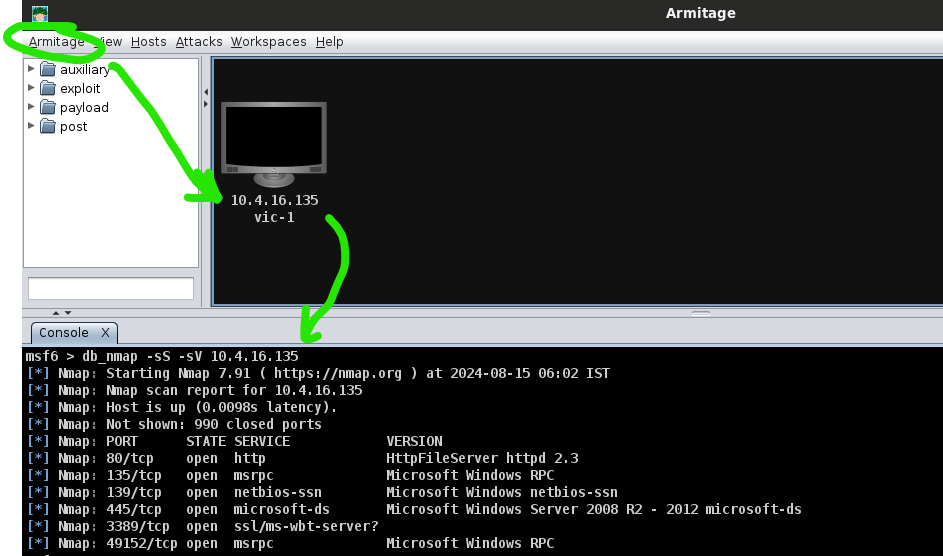 Armitage
Armitage View Hosts Attacks Workspaces Help
auxiliary
exploit
payload
post
10.4.16.135
vic-1
Console X
msf6 > db_nmap -sS -sV 10.4.16.135
[*] Nmap: Starting Nmap 7.91 ( https://nmap.org ) at 2024-08-15 06:02 IST
[*] Nmap: Nmap scan report for 10.4.16.135
[*] Nmap: Host is up (0.0098s latency).
[*] Nmap: Not shown: 990 closed ports
[*] Nmap: PORT STATE SERVICE VERSION
[*] Nmap: 80/tcp open http HttpFileServer httpd 2.3
[*] Nmap: 135/tcp open msrpc Microsoft Windows RPC
[*] Nmap: 139/tcp open netbios-ssn Microsoft Windows netbios-ssn
[*] Nmap: 445/tcp open microsoft-ds Microsoft Windows Server 2008 R2 - 2012 microsoft-ds
[*] Nmap: 3389/tcp open ssl/ms-wbt-server?
[*] Nmap: 49152/tcp open msrpc Microsoft Windows RPC